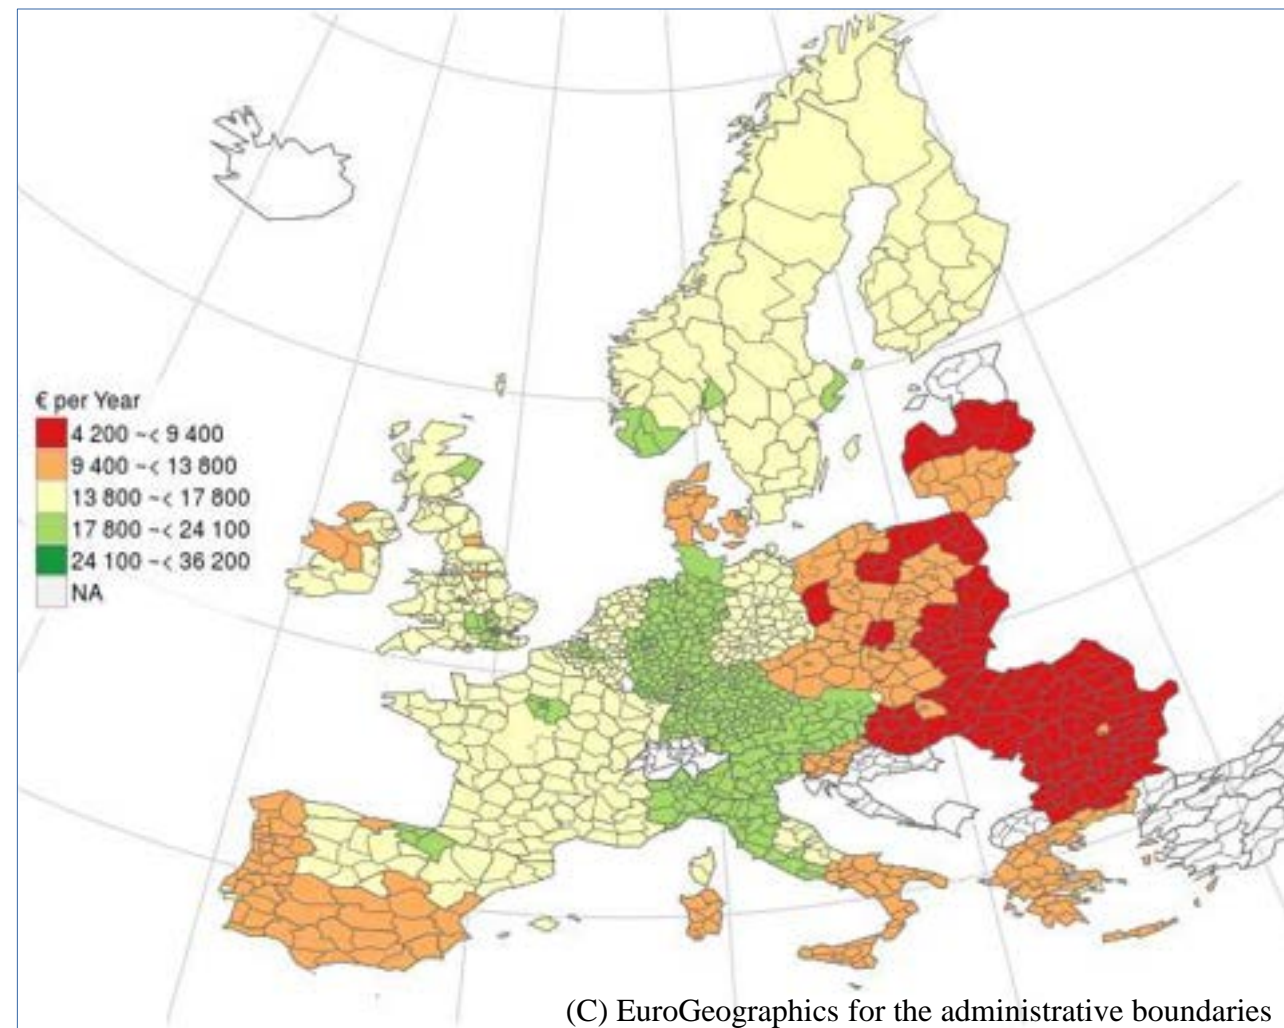 € per Year
4 200 ~< 9 400
9 400 ~< 13 800
13 800 ~< 17 800
17 800 ~< 24 100
24 100 ~< 36 200
NA
(C) EuroGeographics for the administrative boundaries